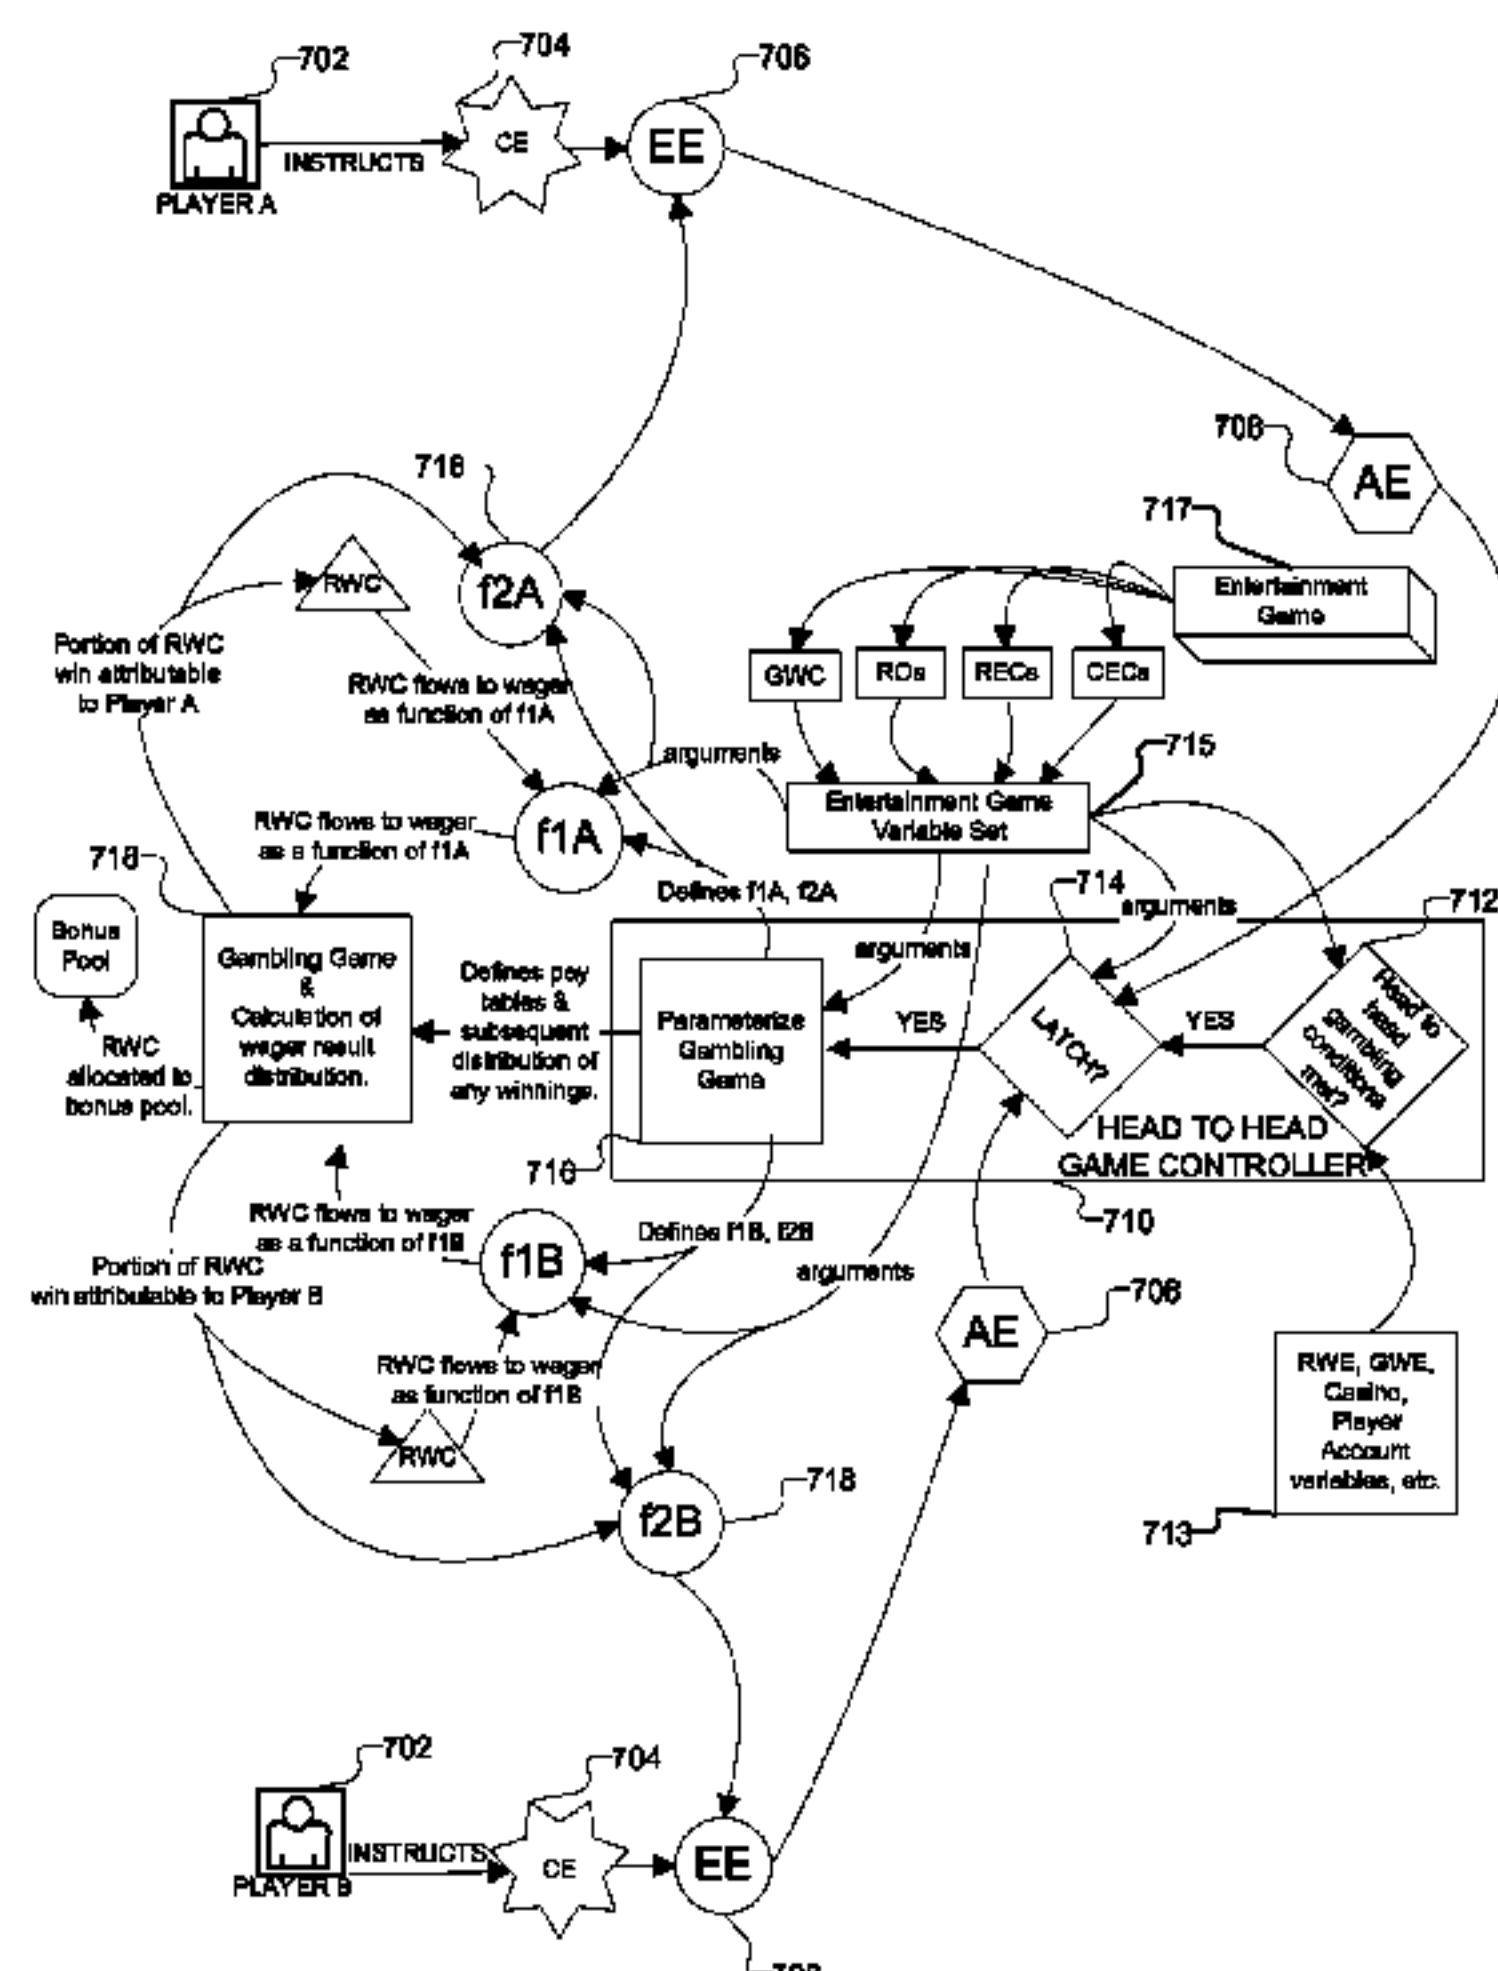 702
704
706
CE
EE
INSTRUCTS
PLAYER A
708
AE
716
717
RWC
f2A
Entertainment
Game
Portion of RWC
win attributable
to Player A
RWC flows to wager
as function of f1A
GWC
ROs
RECs
CECs
arguments
715
Entertainment Game
Variable Set
RWC flows to wager
as a function of f1A
f1A
718
Defines f1A, f2A
714
arguments
712
Bonus
Pool
Gambling Game
&
Calculation of
wager result
distribution.
Defines pay
tables &
subsequent
distribution of
any winnings.
arguments
Parameterize
Gambling
Game
YES
LATCH?
YES
Head to
head
gambling
conditions
met?
RWC
allocated to
bonus pool.
HEAD TO HEAD
GAME CONTROLLER
716
710
RWC flows to wager
as a function of f1B
f1B
Defines f1B, f2B
arguments
Portion of RWC
win attributable to Player B
AE
708
RWC flows to wager
as function of f1B
RWC
RWE, GWE,
Casino,
Player
Account
variables, etc.
713
f2B
718
702
704
INSTRUCTS
CE
EE
PLAYER B